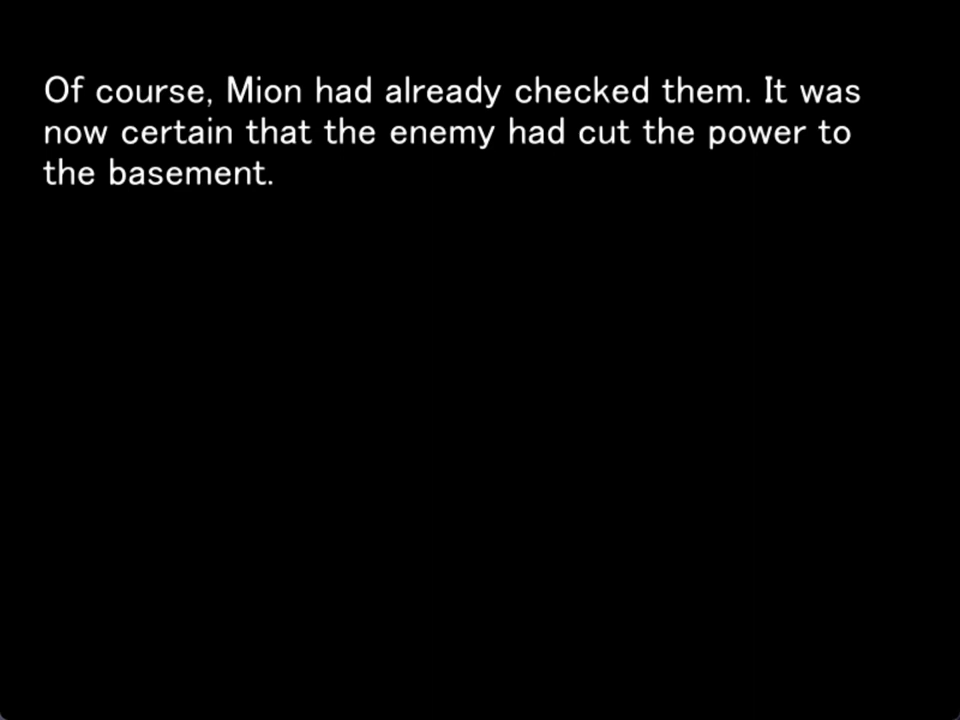 Of course, Mion had already checked them. It was
now certain that the enemy had cut the power to
the basement.